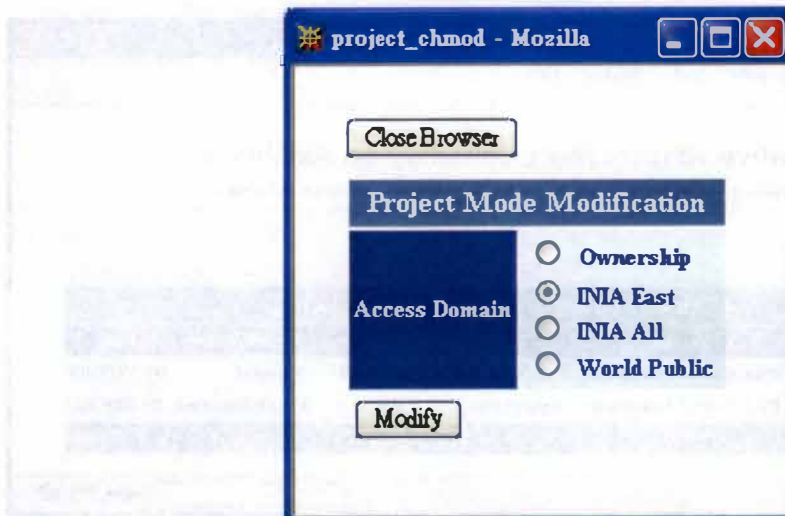 project_chmod - Mozilla
Close Browser
Project Mode Modification
Access Domain
Ownership
INIA East
INIA All
World Public
Modify